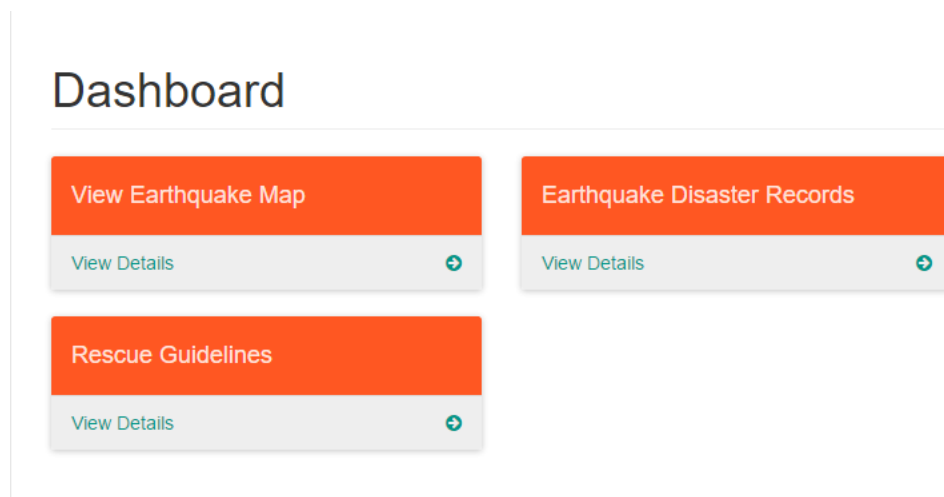 Dashboard
View Earthquake Map
View Details
Earthquake Disaster Records
View Details
Rescue Guidelines
View Details